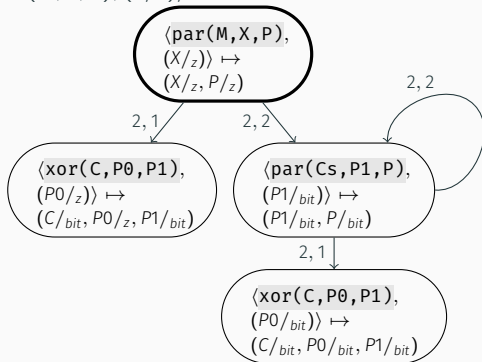 ⟨par(M,X,P),
(X/z)⟩ ↦
(X/z, P/z)
2, 1
2, 2
2, 2
⟨xor(C,P0,P1),
(P0/z)⟩ ↦
(C/bit, P0/z, P1/bit)
⟨par(Cs,P1,P),
(P1/bit)⟩ ↦
(P1/bit, P/bit)
2, 1
⟨xor(C,P0,P1),
(P0/bit)⟩ ↦
(C/bit, P0/bit, P1/bit)